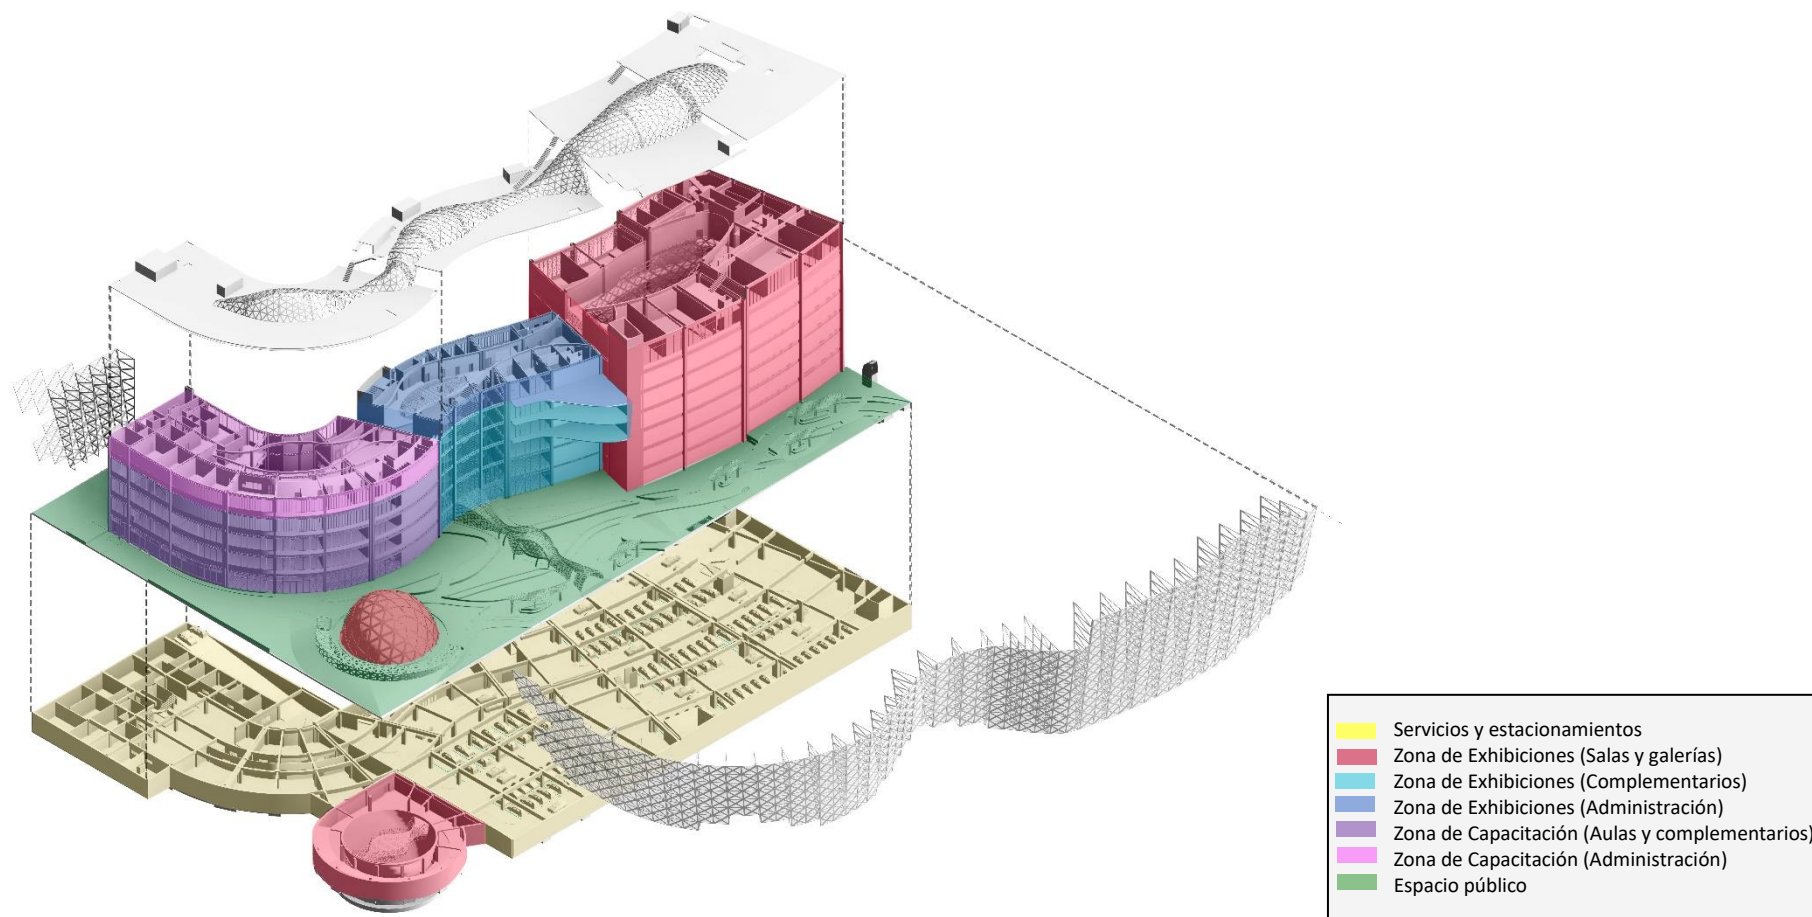 Servicios y estacionamientos
Zona de Exhibiciones (Salas y galerías)
Zona de Exhibiciones (Complementarios)
Zona de Exhibiciones (Administración)
Zona de Capacitación (Aulas y complementarios)
Zona de Capacitación (Administración)
Espacio público